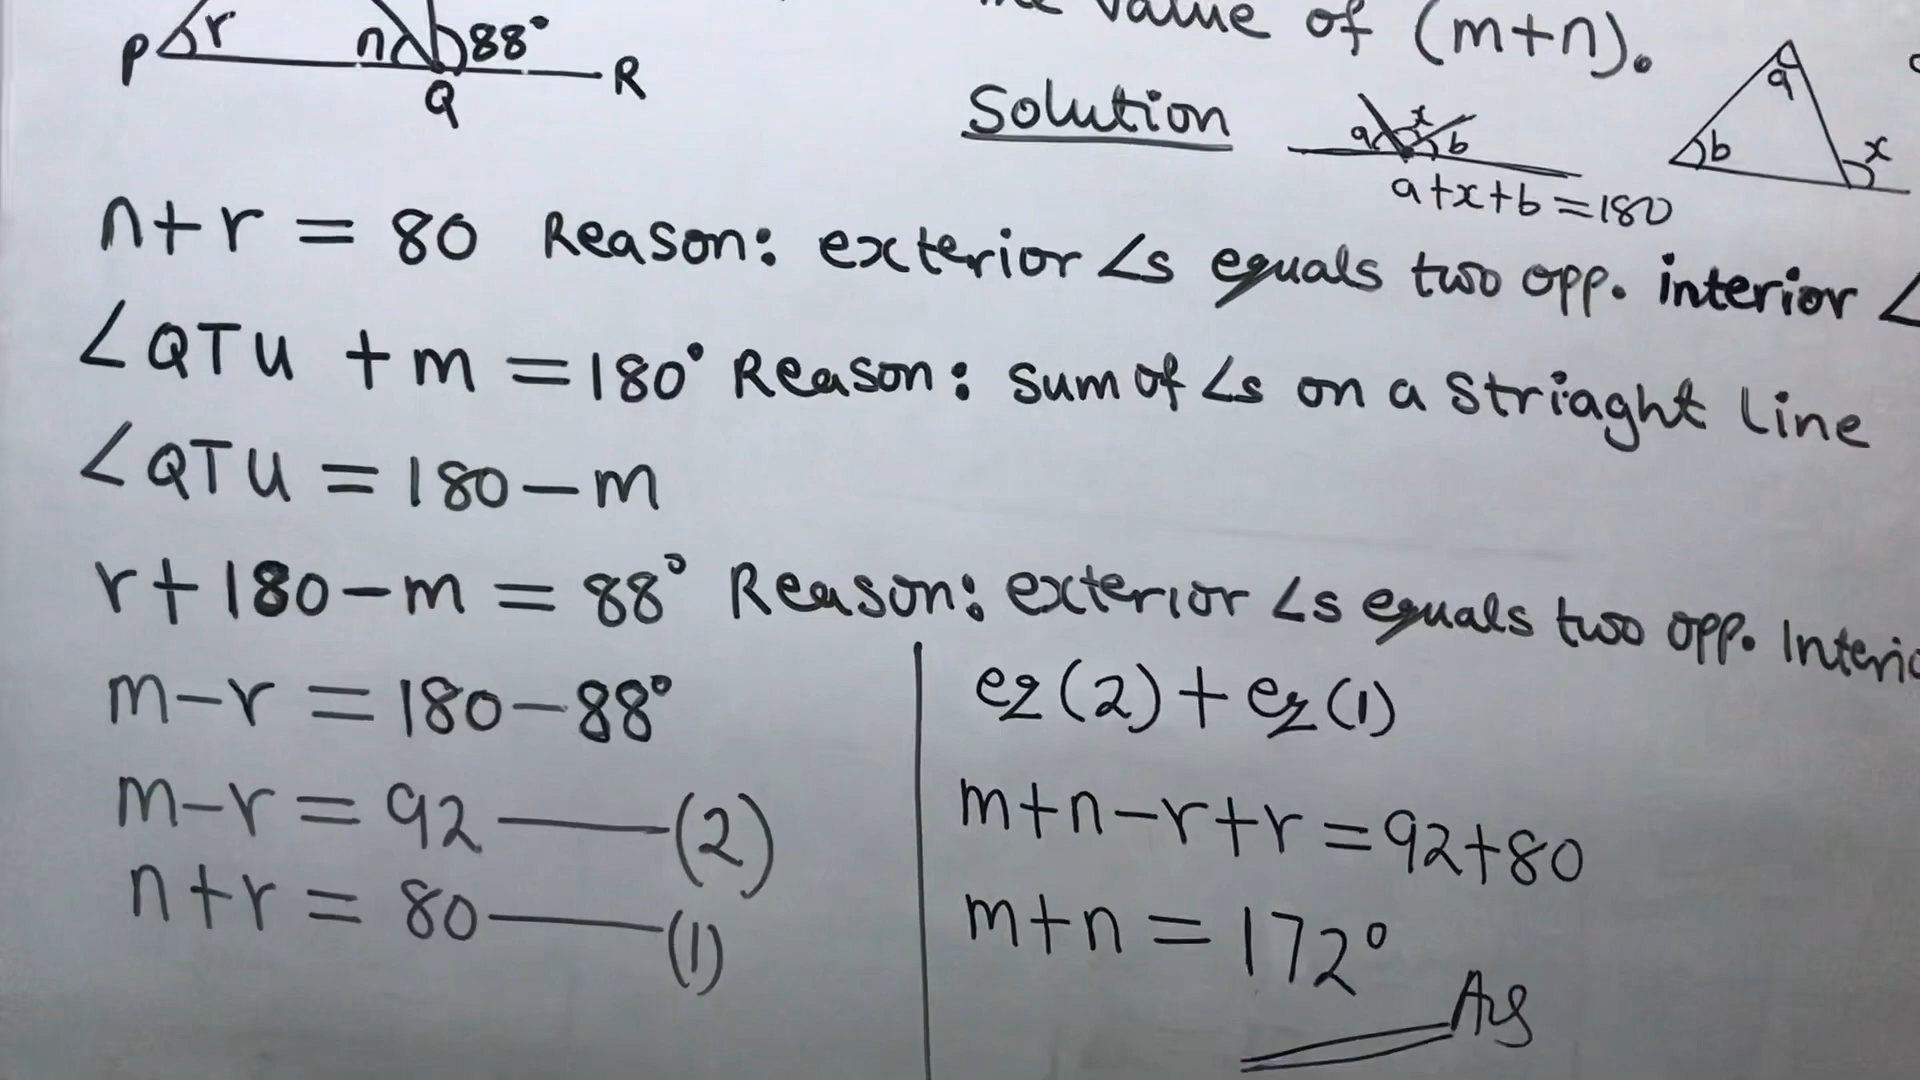 value of (m+n).
P r n 88° R
Q
Solution
a x b
a+x+b=180
a b x
n+r = 80 Reason: exterior ∠s equals two opp. interior ∠
∠QTU +m =180° Reason: sum of ∠s on a striaght line
∠QTU = 180-m
r+180-m = 88° Reason: exterior ∠s equals two opp. Interio
m-r = 180-88°
m-r = 92 —(2)
n+r = 80 —(1)
eq(2)+eq(1)
m+n-r+r=92+80
m+n = 172°
Ans